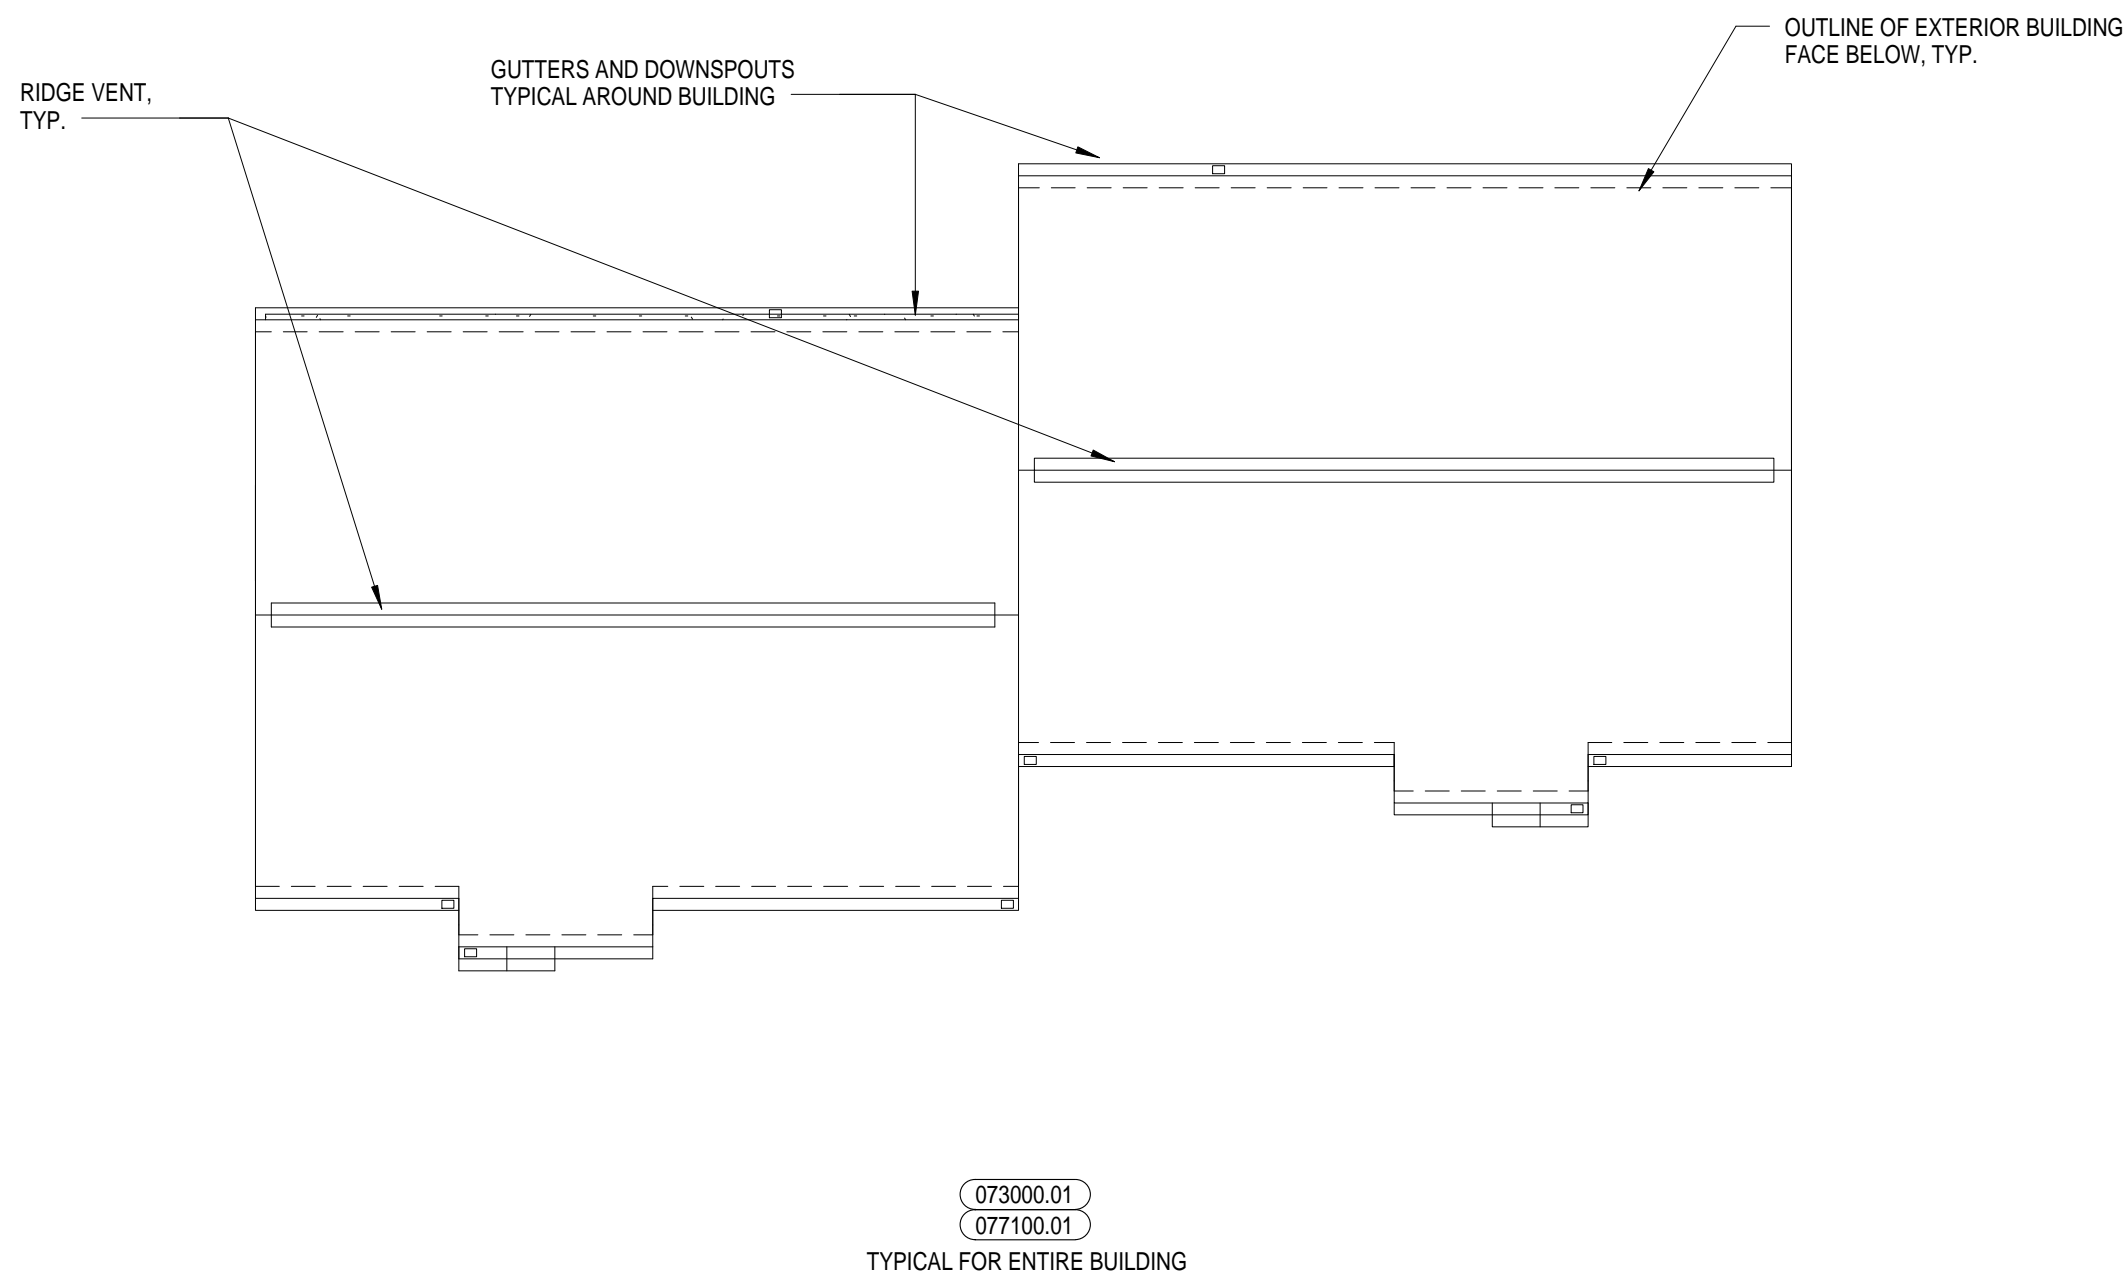 OUTLINE OF EXTERIOR BUILDING
FACE BELOW, TYP.
GUTTERS AND DOWNSPOUTS
TYPICAL AROUND BUILDING
RIDGE VENT,
TYP.
073000.01
077100.01
TYPICAL FOR ENTIRE BUILDING